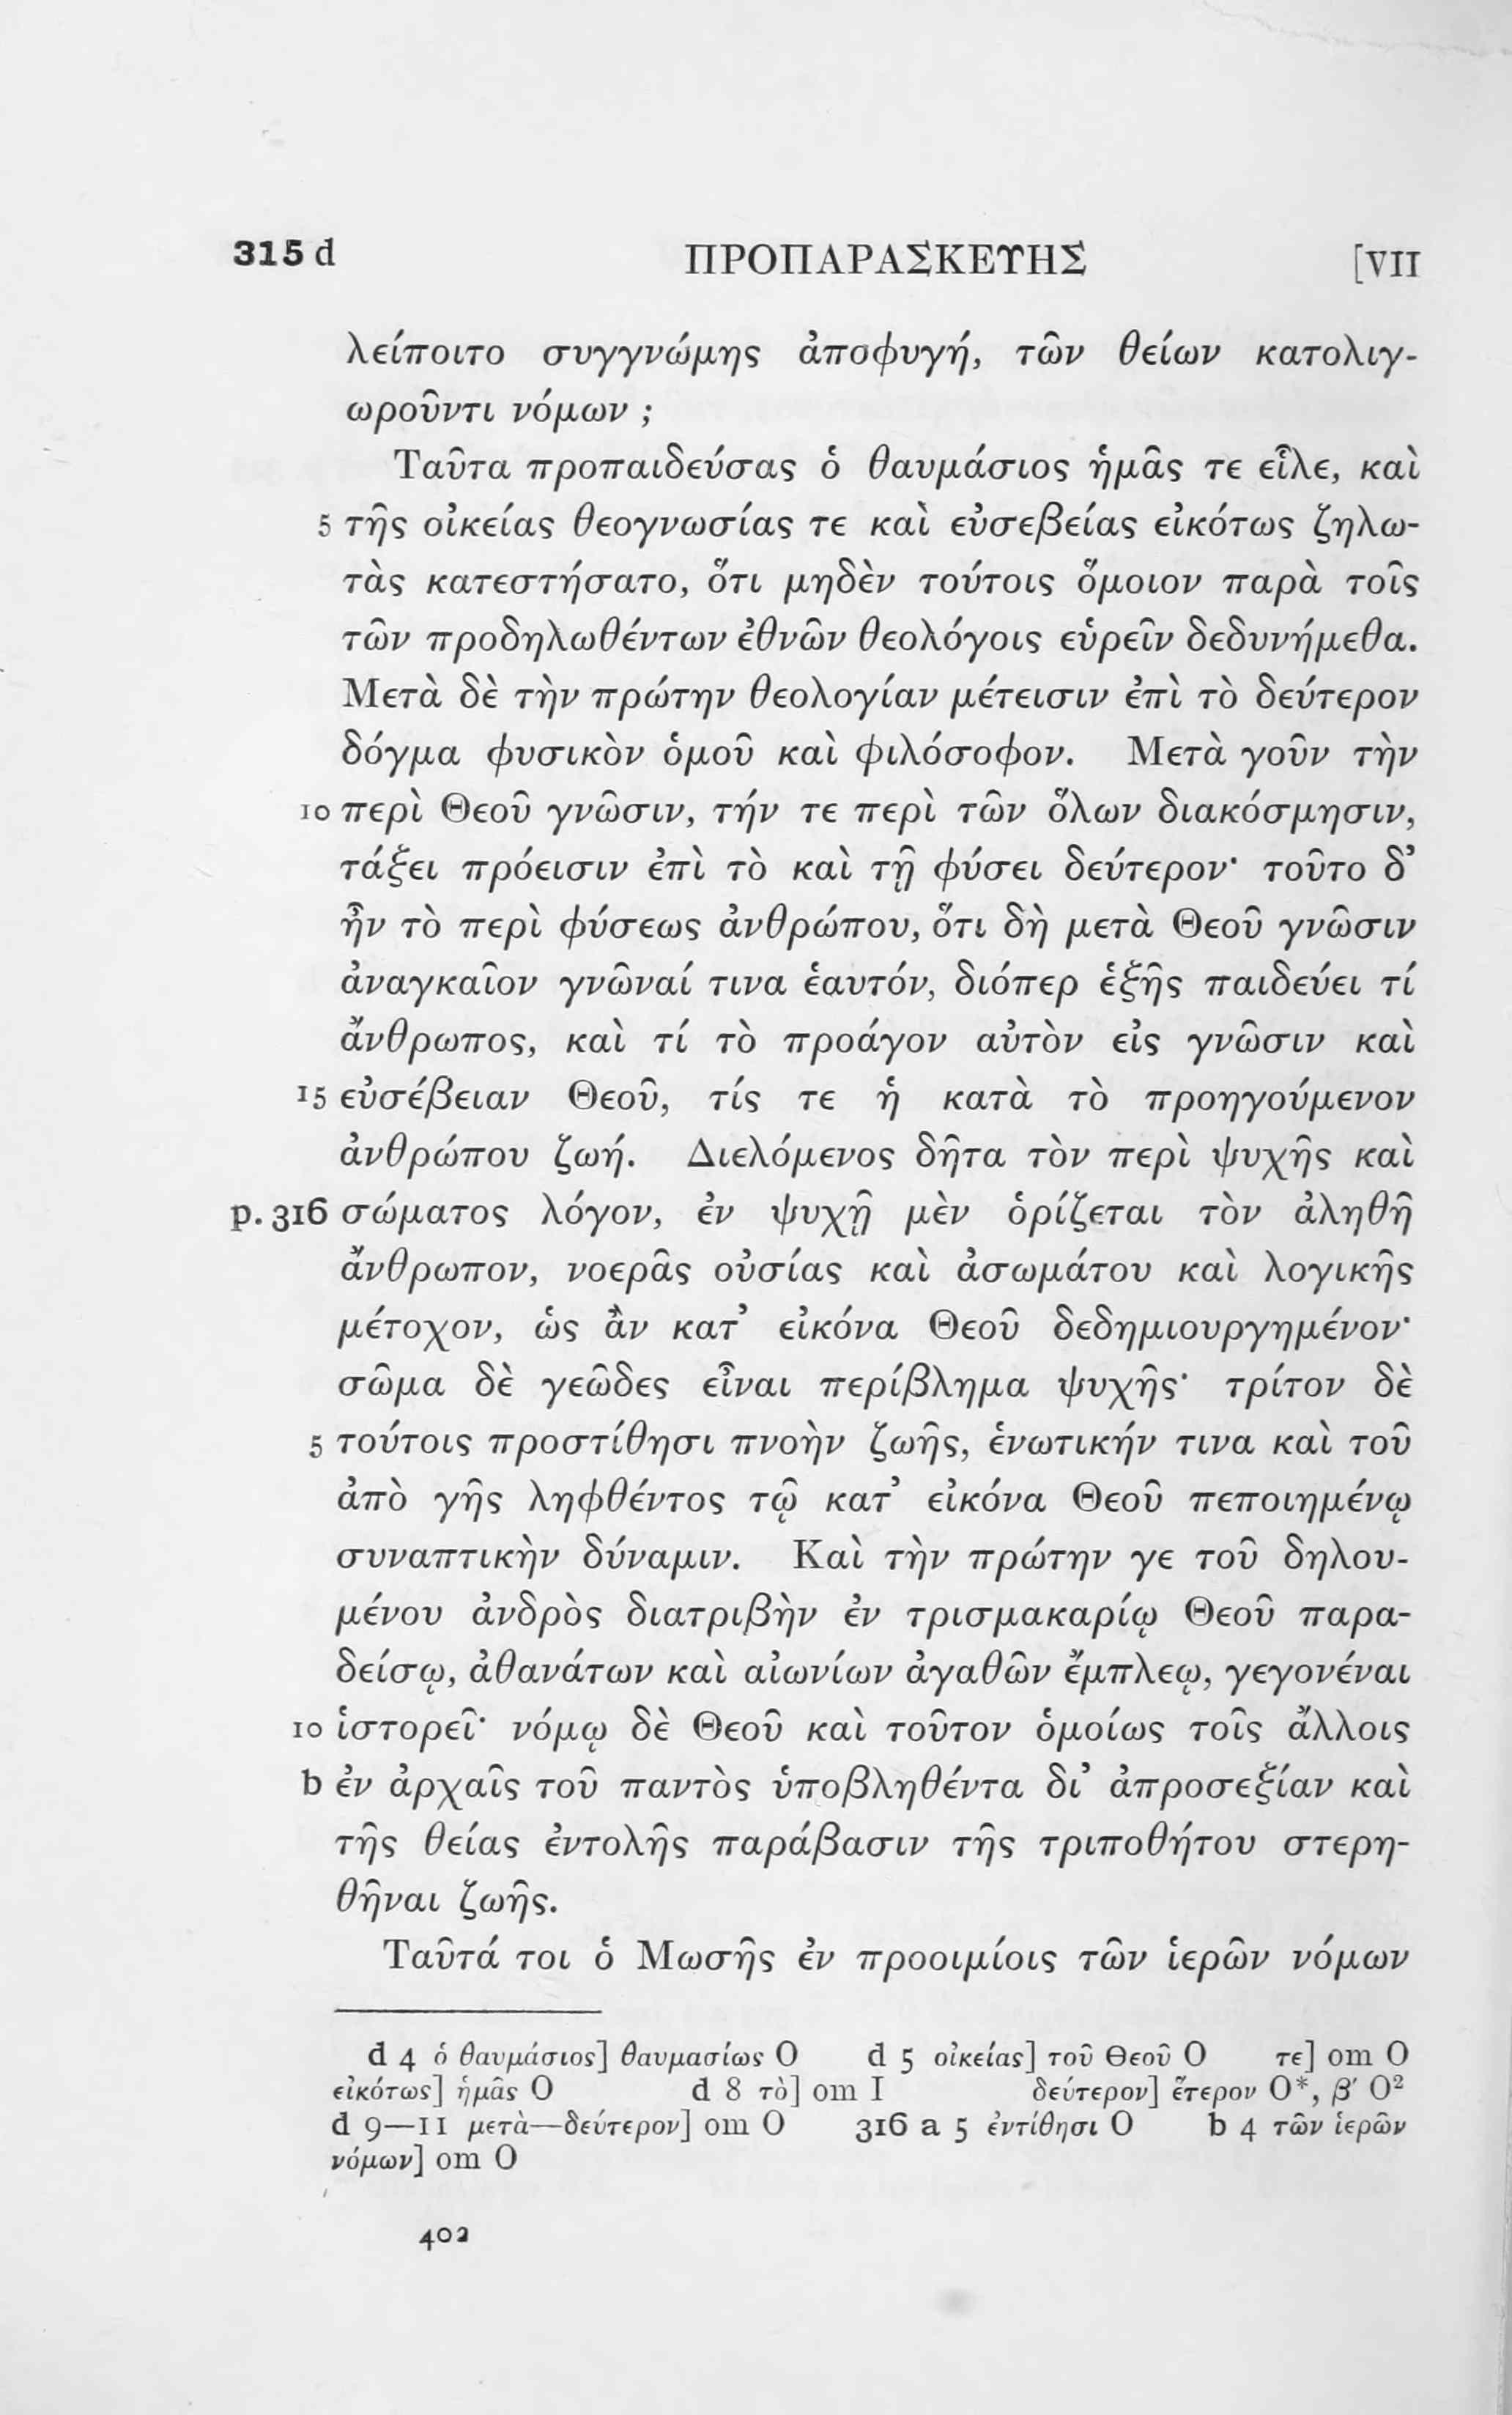 315 d ΠΡΟΠΑΡΑΣΚΕΥΗΣ [VII
λείποιτο συγγνώμης ἀποφυγή, τῶν θείων κατολιγ-
ωροῦντι νόμων ;
Ταῦτα προπαιδεύσας ὁ θαυμάσιος ἡμᾶς τε εἷλε, καὶ
5 τῆς οἰκείας θεογνωσίας τε καὶ εὐσεβείας εἰκότως ζηλω-
τὰς κατεστήσατο, ὅτι μηδὲν τούτοις ὅμοιον παρὰ τοῖς
τῶν προδηλωθέντων ἐθνῶν θεολόγοις εὑρεῖν δεδυνήμεθα.
Μετὰ δὲ τὴν πρώτην θεολογίαν μέτεισιν ἐπὶ τὸ δεύτερον
δόγμα φυσικὸν ὁμοῦ καὶ φιλόσοφον. Μετὰ γοῦν τὴν
10 περὶ Θεοῦ γνῶσιν, τήν τε περὶ τῶν ὅλων διακόσμησιν,
τάξει πρόεισιν ἐπὶ τὸ καὶ τῇ φύσει δεύτερον· τοῦτο δ’
ἦν τὸ περὶ φύσεως ἀνθρώπου, ὅτι δὴ μετὰ Θεοῦ γνῶσιν
ἀναγκαῖον γνῶναί τινα ἑαυτόν, διόπερ ἑξῆς παιδεύει τί
ἄνθρωπος, καὶ τί τὸ προάγον αὐτὸν εἰς γνῶσιν καὶ
15 εὐσέβειαν Θεοῦ, τίς τε ἡ κατὰ τὸ προηγούμενον
ἀνθρώπου ζωή. Διελόμενος δῆτα τὸν περὶ ψυχῆς καὶ
p. 316 σώματος λόγον, ἐν ψυχῇ μὲν ὁρίζεται τὸν ἀληθῆ
ἄνθρωπον, νοερᾶς οὐσίας καὶ ἀσωμάτου καὶ λογικῆς
μέτοχον, ὡς ἂν κατ’ εἰκόνα Θεοῦ δεδημιουργημένον·
σῶμα δὲ γεῶδες εἶναι περίβλημα ψυχῆς· τρίτον δὲ
5 τούτοις προστίθησι πνοὴν ζωῆς, ἑνωτικήν τινα καὶ τοῦ
ἀπὸ γῆς ληφθέντος τῷ κατ’ εἰκόνα Θεοῦ πεποιημένῳ
συναπτικὴν δύναμιν. Καὶ τὴν πρώτην γε τοῦ δηλου-
μένου ἀνδρὸς διατριβὴν ἐν τρισμακαρίῳ Θεοῦ παρα-
δείσῳ, ἀθανάτων καὶ αἰωνίων ἀγαθῶν ἔμπλεῳ, γεγονέναι
10 ἱστορεῖ· νόμῳ δὲ Θεοῦ καὶ τοῦτον ὁμοίως τοῖς ἄλλοις
b ἐν ἀρχαῖς τοῦ παντὸς ὑποβληθέντα δι’ ἀπροσεξίαν καὶ
τῆς θείας ἐντολῆς παράβασιν τῆς τριποθήτου στερη-
θῆναι ζωῆς.
Ταῦτά τοι ὁ Μωσῆς ἐν προοιμίοις τῶν ἱερῶν νόμων
d 4 ὁ θαυμάσιος] θαυμασίως O d 5 οἰκείας] τοῦ Θεοῦ O τε] om O
εἰκότως] ἡμᾶς O d 8 τὸ] om I δεύτερον] ἕτερον O*, β′ O²
d 9—11 μετὰ—δεύτερον] om O 316 a 5 ἐντίθησι O b 4 τῶν ἱερῶν
νόμων] om O
402